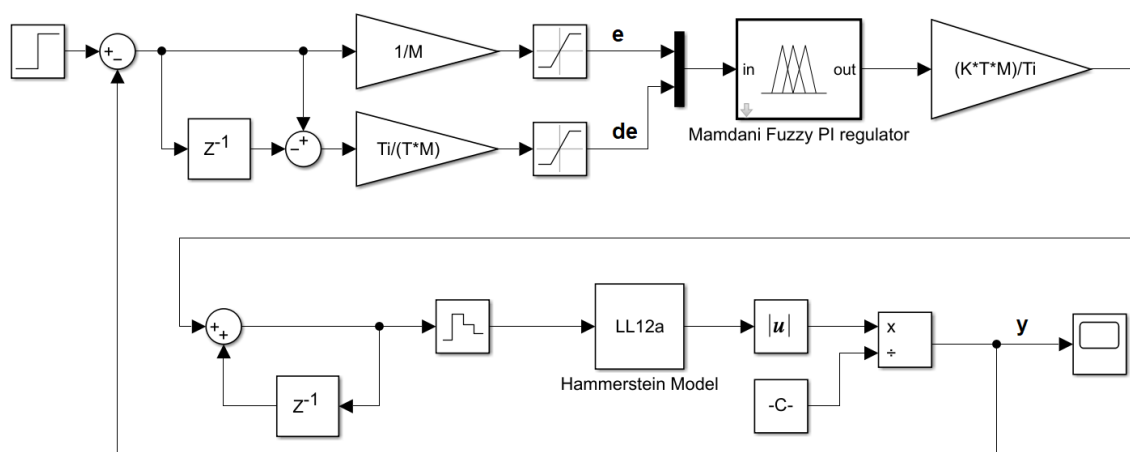 +
−
1/M
e
in
out
(K*T*M)/Ti
Mamdani Fuzzy PI regulator
Z-1
−
+
Ti/(T*M)
de
+
+
Z-1
LL12a
Hammerstein Model
|u|
-C-
x
÷
y